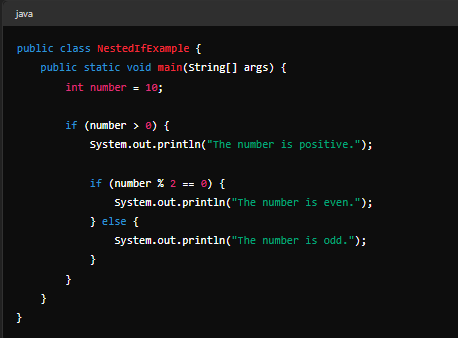 java
public class NestedIfExample {
public static void main(String[] args) {
int number = 10;
if (number > 0) {
System.out.println("The number is positive.");
if (number % 2 == 0) {
System.out.println("The number is even.");
} else {
System.out.println("The number is odd.");
}
}
}
}